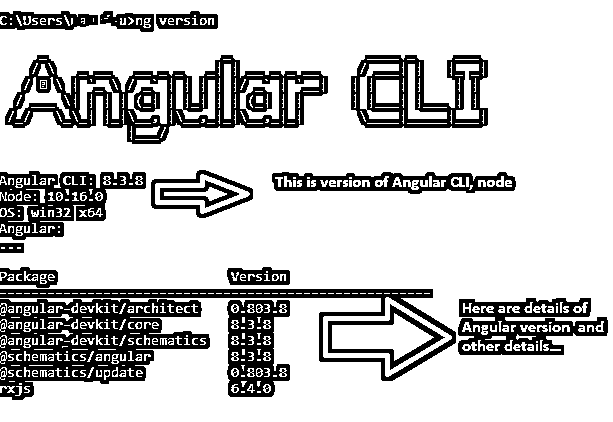 C:\Users\ >ng version
Angular CLI
Angular CLI: 8.3.8
This is version of Angular CLI, node
Node: 10.16.0
OS: win32 x64
Angular:
...
Package Version
@angular-devkit/architect 0.803.8
@angular-devkit/core 8.3.8
@angular-devkit/schematics 8.3.8
@schematics/angular 8.3.8
@schematics/update 0.803.8
rxjs 6.4.0
Here are details of
Angular version and
other details...